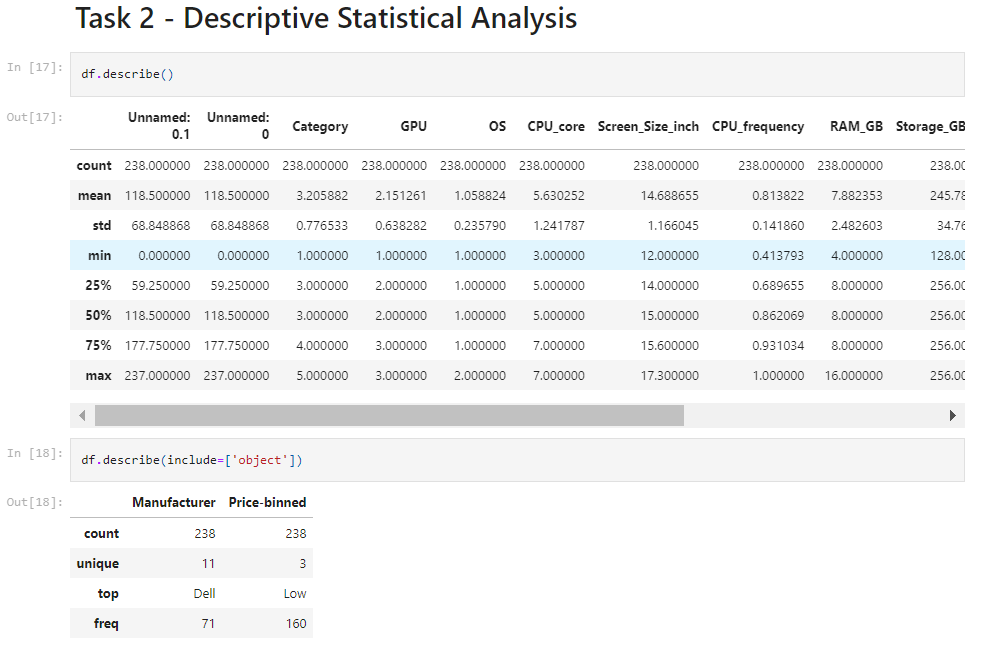 Task 2 - Descriptive Statistical Analysis
In [17]: df.describe()
Out[17]:
Unnamed: 0.1 Unnamed: 0 Category GPU OS CPU_core Screen_Size_inch CPU_frequency RAM_GB Storage_GB
count 238.000000 238.000000 238.000000 238.000000 238.000000 238.000000 238.000000 238.000000 238.000000 238.00
mean 118.500000 118.500000 3.205882 2.151261 1.058824 5.630252 14.688655 0.813822 7.882353 245.78
std 68.848868 68.848868 0.776533 0.638282 0.235790 1.241787 1.166045 0.141860 2.482603 34.76
min 0.000000 0.000000 1.000000 1.000000 1.000000 3.000000 12.000000 0.413793 4.000000 128.00
25% 59.250000 59.250000 3.000000 2.000000 1.000000 5.000000 14.000000 0.689655 8.000000 256.00
50% 118.500000 118.500000 3.000000 2.000000 1.000000 5.000000 15.000000 0.862069 8.000000 256.00
75% 177.750000 177.750000 4.000000 3.000000 1.000000 7.000000 15.600000 0.931034 8.000000 256.00
max 237.000000 237.000000 5.000000 3.000000 2.000000 7.000000 17.300000 1.000000 16.000000 256.00
In [18]: df.describe(include=['object'])
Out[18]:
Manufacturer Price-binned
count 238 238
unique 11 3
top Dell Low
freq 71 160